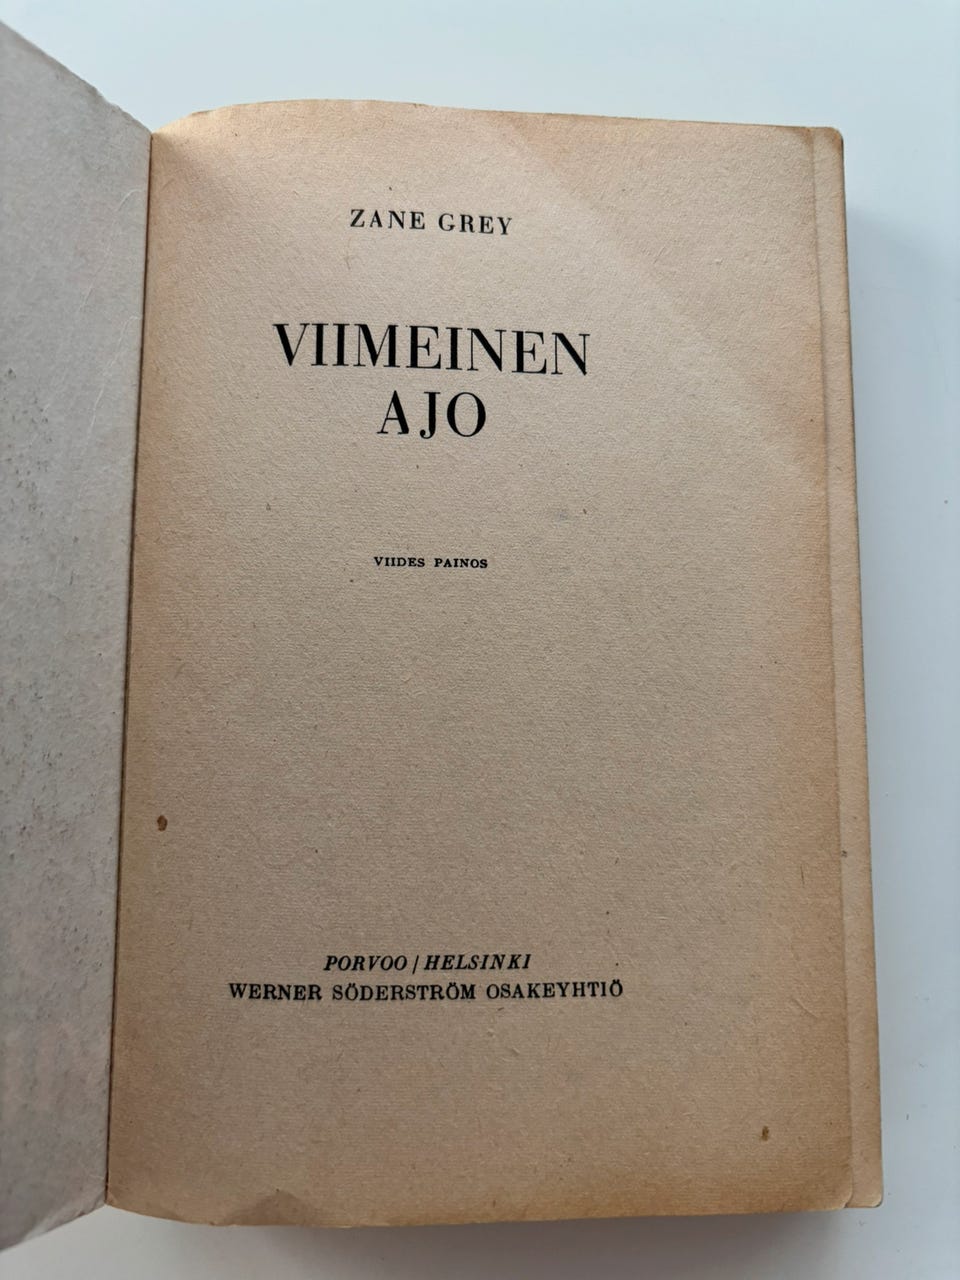 ZANE GREY
VIIMEINEN
AJO
VIIDES PAINOS
PORVOO / HELSINKI
WERNER SÖDERSTRÖM OSAKEYHTIÖ